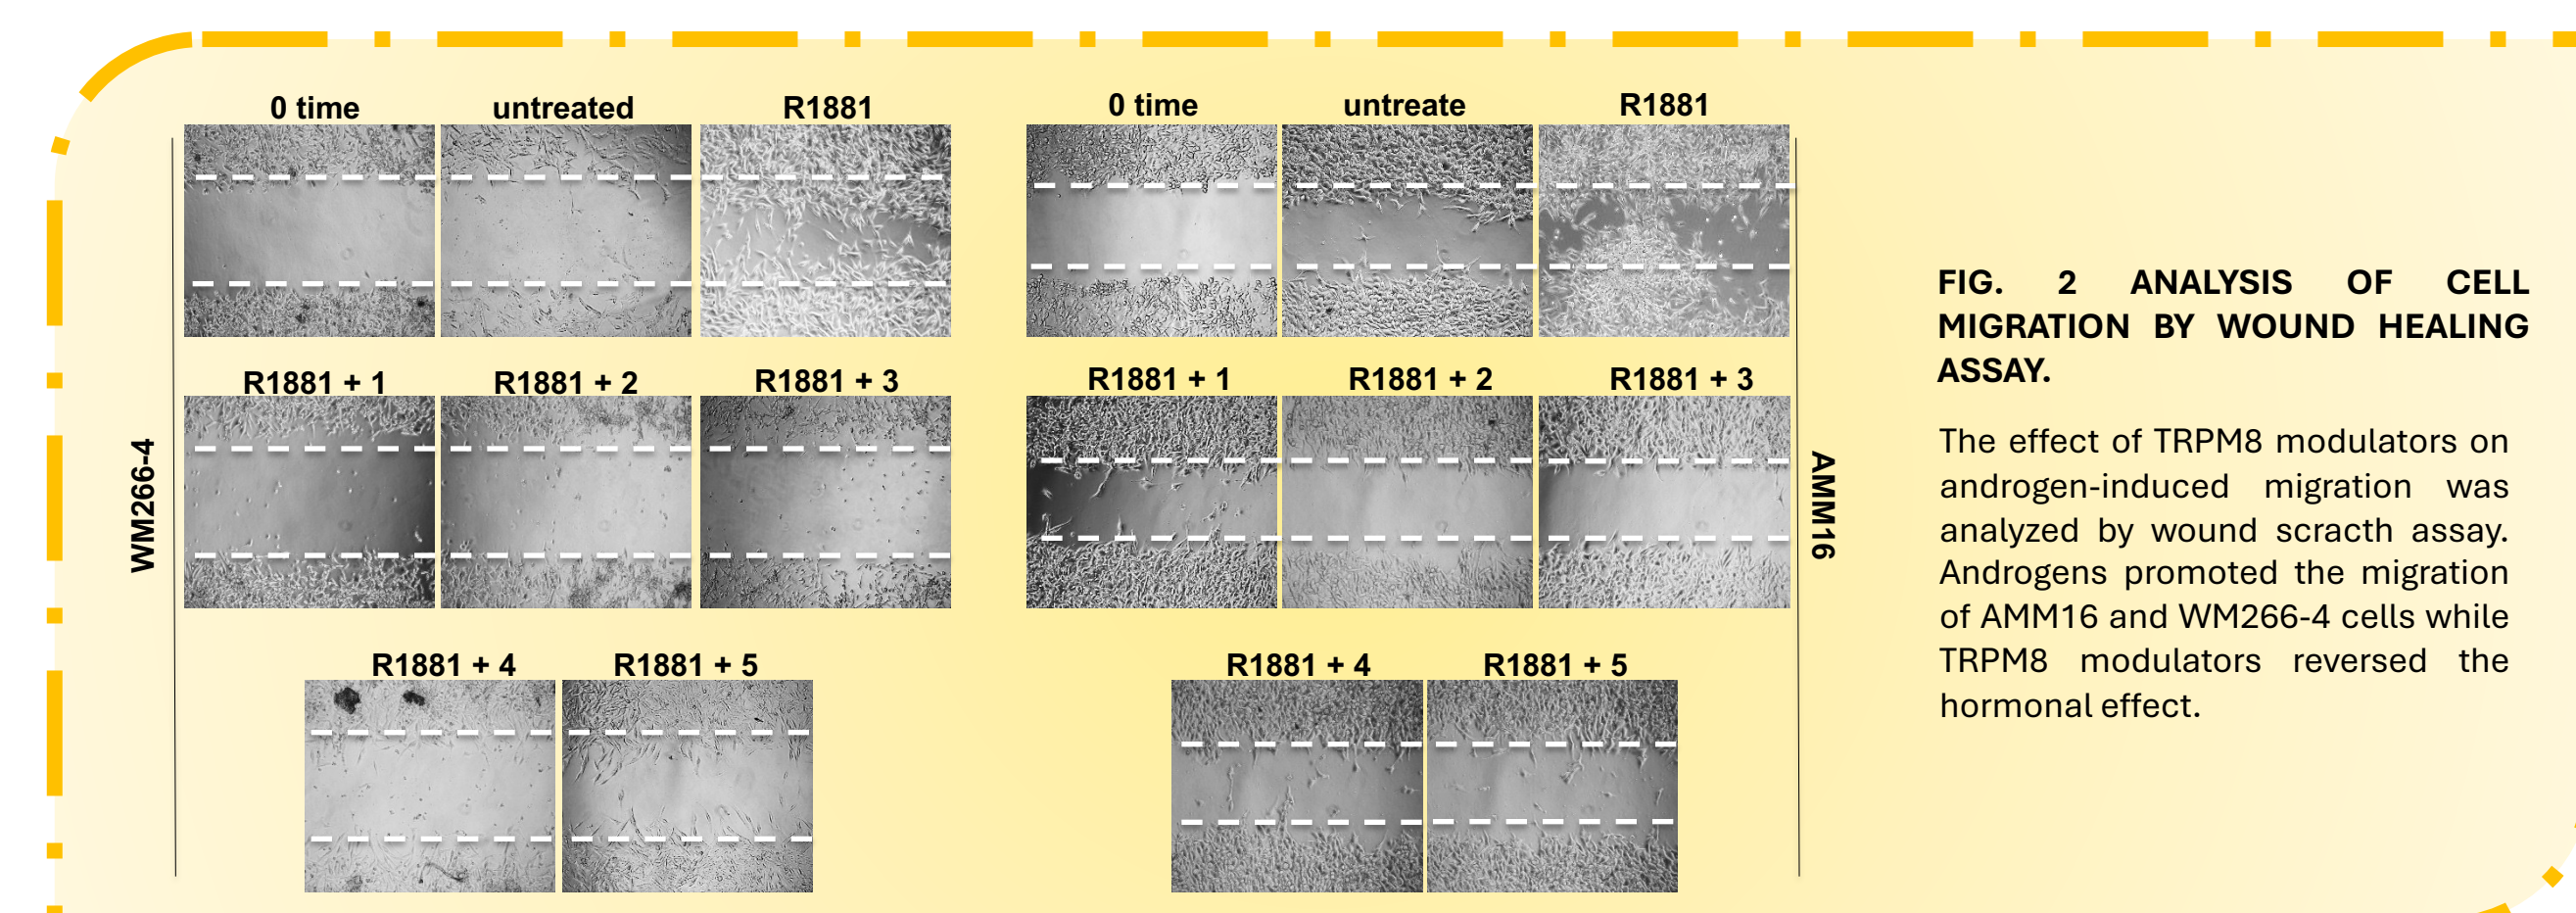 0 time untreated R1881
R1881 + 1 R1881 + 2 R1881 + 3
R1881 + 4 R1881 + 5
WM266-4
0 time untreate R1881
R1881 + 1 R1881 + 2 R1881 + 3
R1881 + 4 R1881 + 5
AMM16
FIG. 2 ANALYSIS OF CELL
MIGRATION BY WOUND HEALING
ASSAY.
The effect of TRPM8 modulators on
androgen-induced migration was
analyzed by wound scracth assay.
Androgens promoted the migration
of AMM16 and WM266-4 cells while
TRPM8 modulators reversed the
hormonal effect.